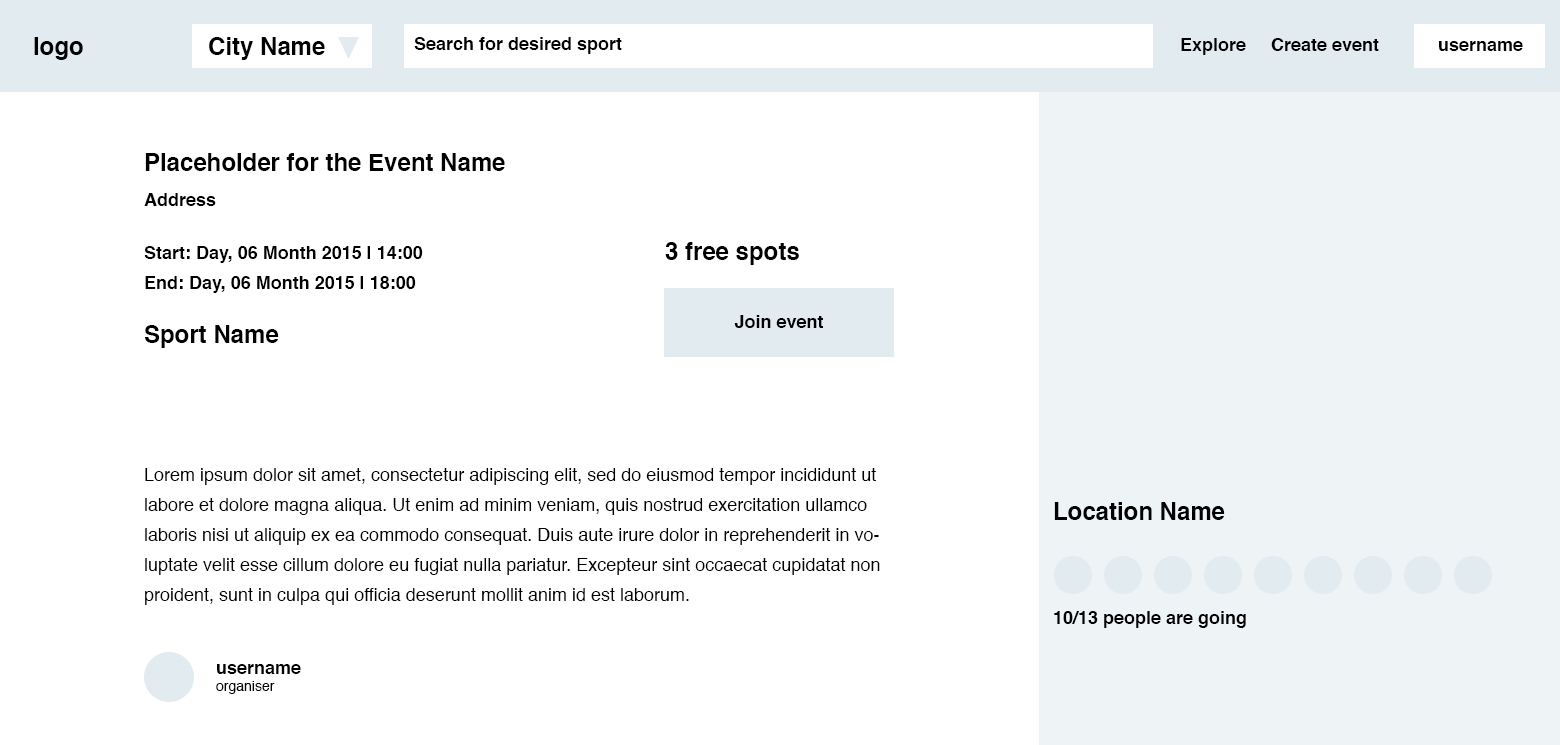 logo
City Name
Search for desired sport
Explore
Create event
username
Placeholder for the Event Name
Address
Start: Day, 06 Month 2015 I 14:00
End: Day, 06 Month 2015 I 18:00
Sport Name
3 free spots
Join event
Lorem ipsum dolor sit amet, consectetur adipiscing elit, sed do eiusmod tempor incididunt ut
labore et dolore magna aliqua. Ut enim ad minim veniam, quis nostrud exercitation ullamco
laboris nisi ut aliquip ex ea commodo consequat. Duis aute irure dolor in reprehenderit in vo-
luptate velit esse cillum dolore eu fugiat nulla pariatur. Excepteur sint occaecat cupidatat non
proident, sunt in culpa qui officia deserunt mollit anim id est laborum.
username
organiser
Location Name
10/13 people are going